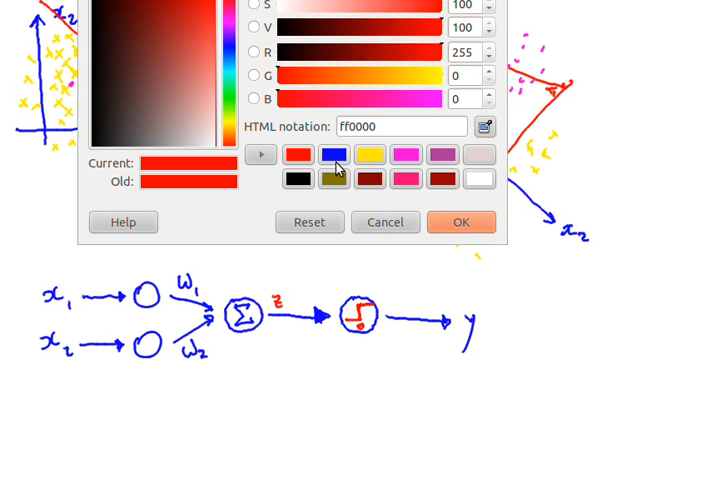 x₂
S 100
V 100
R 255
G 0
B 0
HTML notation: ff0000
Current:
Old:
Help Reset Cancel OK
x₂
x₁ w₁ Σ z y
x₂ w₂